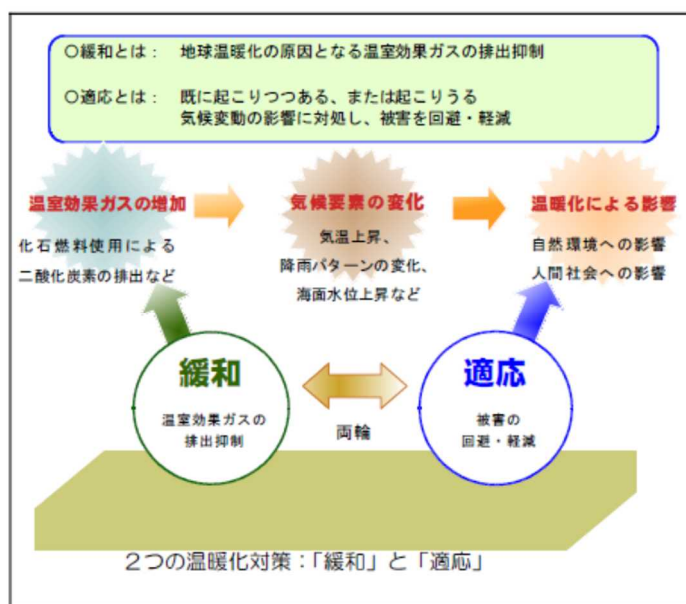 ○緩和とは： 地球温暖化の原因となる温室効果ガスの排出抑制
○適応とは： 既に起こりつつある、または起こりうる
気候変動の影響に対処し、被害を回避・軽減
温室効果ガスの増加
化石燃料使用による
二酸化炭素の排出など
気候要素の変化
気温上昇、
降雨パターンの変化、
海面水位上昇など
温暖化による影響
自然環境への影響
人間社会への影響
緩和
温室効果ガスの
排出抑制
両輪
適応
被害の
回避・軽減
２つの温暖化対策：「緩和」と「適応」